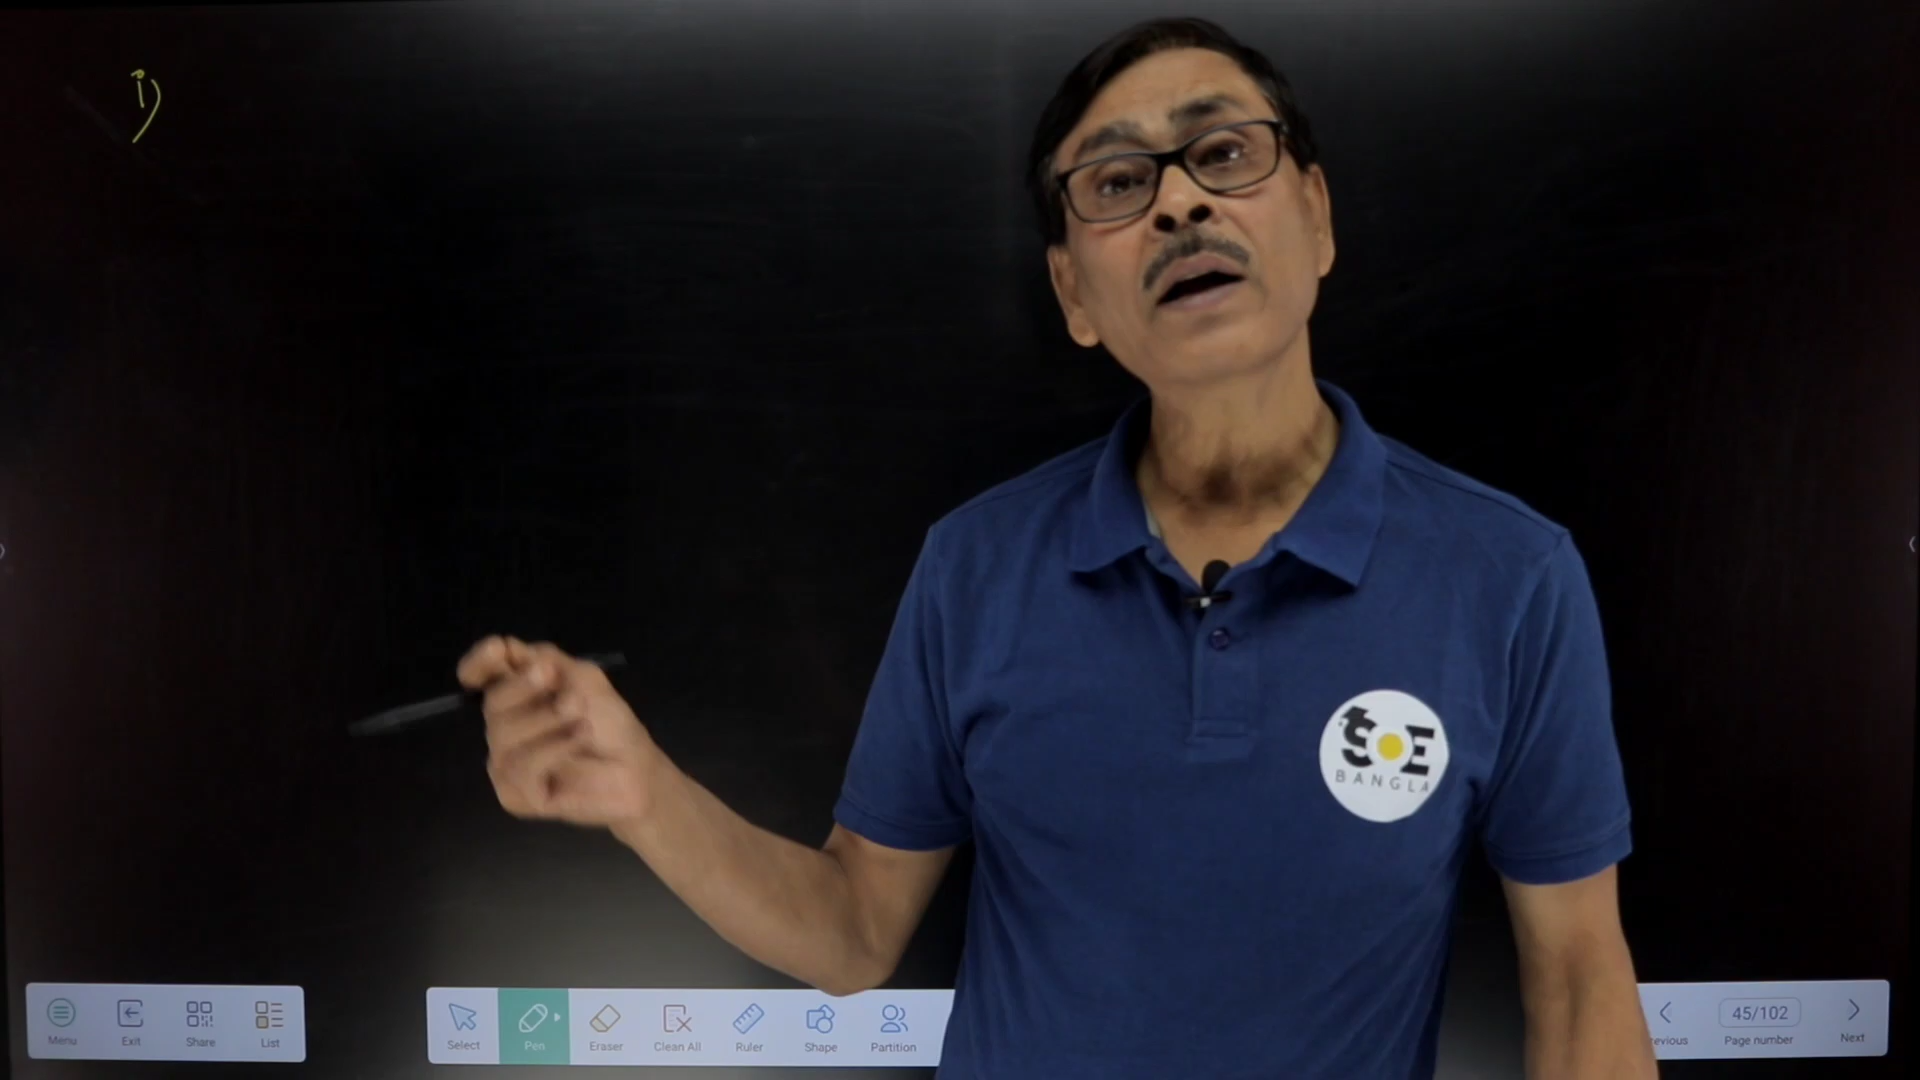 i)
SOE
BANGLA
Menu
Exit
Share
List
Select
Pen
Eraser
Clean All
Ruler
Shape
Partition
evious
45/102
Page number
Next